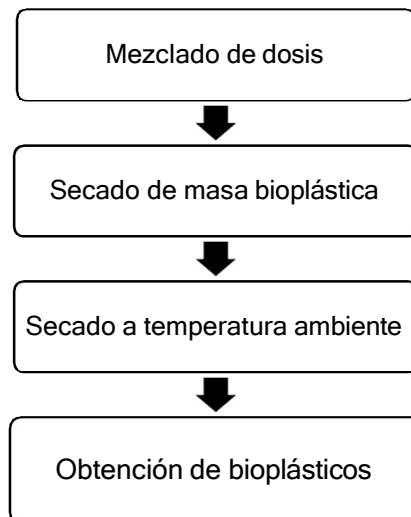 Mezclado de dosis
Secado de masa bioplástica
Secado a temperatura ambiente
Obtención de bioplásticos